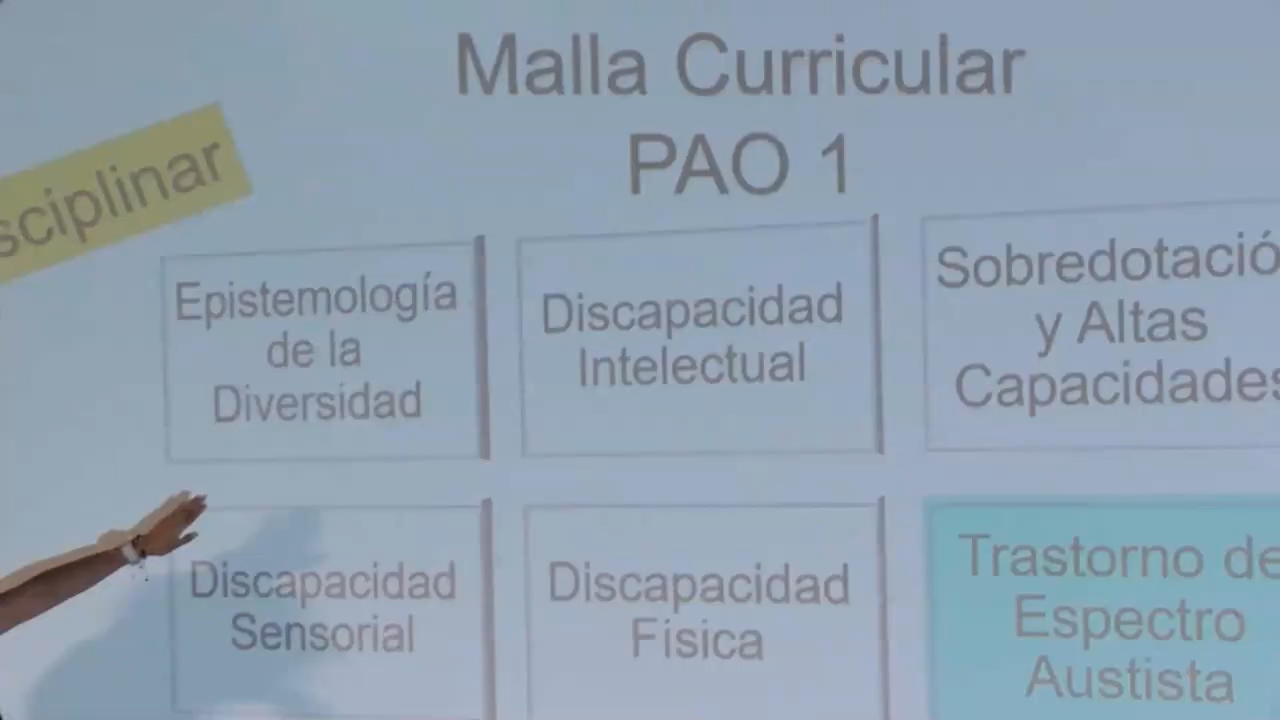 Malla Curricular
PAO 1
sciplinar
Epistemología
de la
Diversidad
Discapacidad
Intelectual
Sobredotació
y Altas
Capacidades
Discapacidad
Sensorial
Discapacidad
Física
Trastorno de
Espectro
Austista